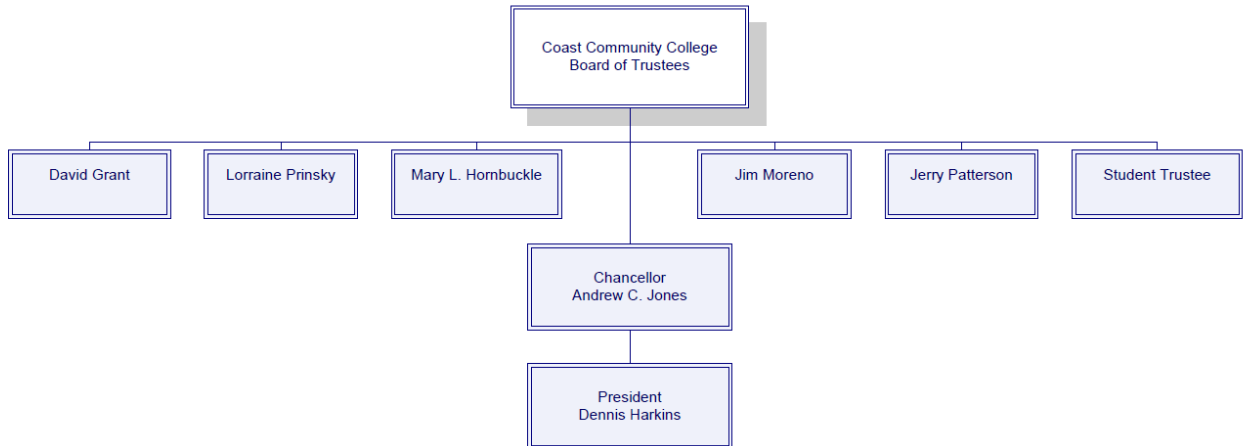 Coast Community College
Board of Trustees
David Grant
Lorraine Prinsky
Mary L. Hornbuckle
Jim Moreno
Jerry Patterson
Student Trustee
Chancellor
Andrew C. Jones
President
Dennis Harkins